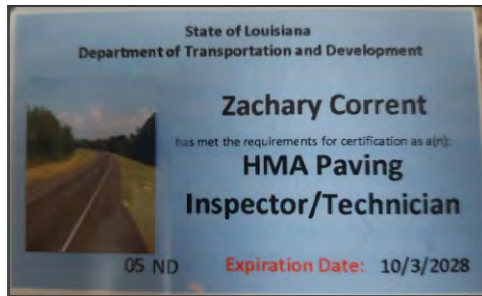 State of Louisiana
Department of Transportation and Development
Zachary Corrent
has met the requirements for certification as a(n):
HMA Paving
Inspector/Technician
05 ND Expiration Date: 10/3/2028